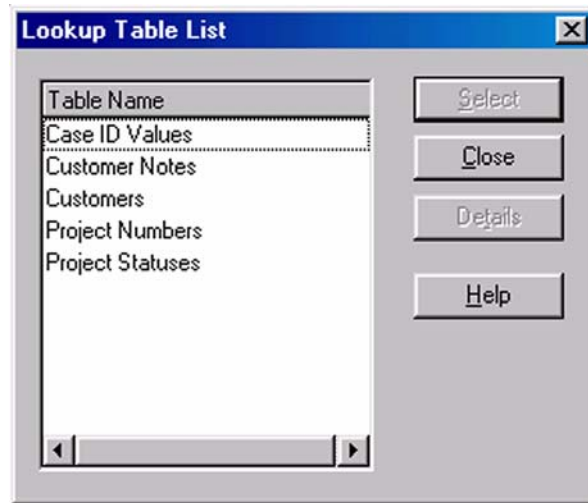 Lookup Table List
Table Name
Case ID Values
Customer Notes
Customers
Project Numbers
Project Statuses
Select
Close
Details
Help